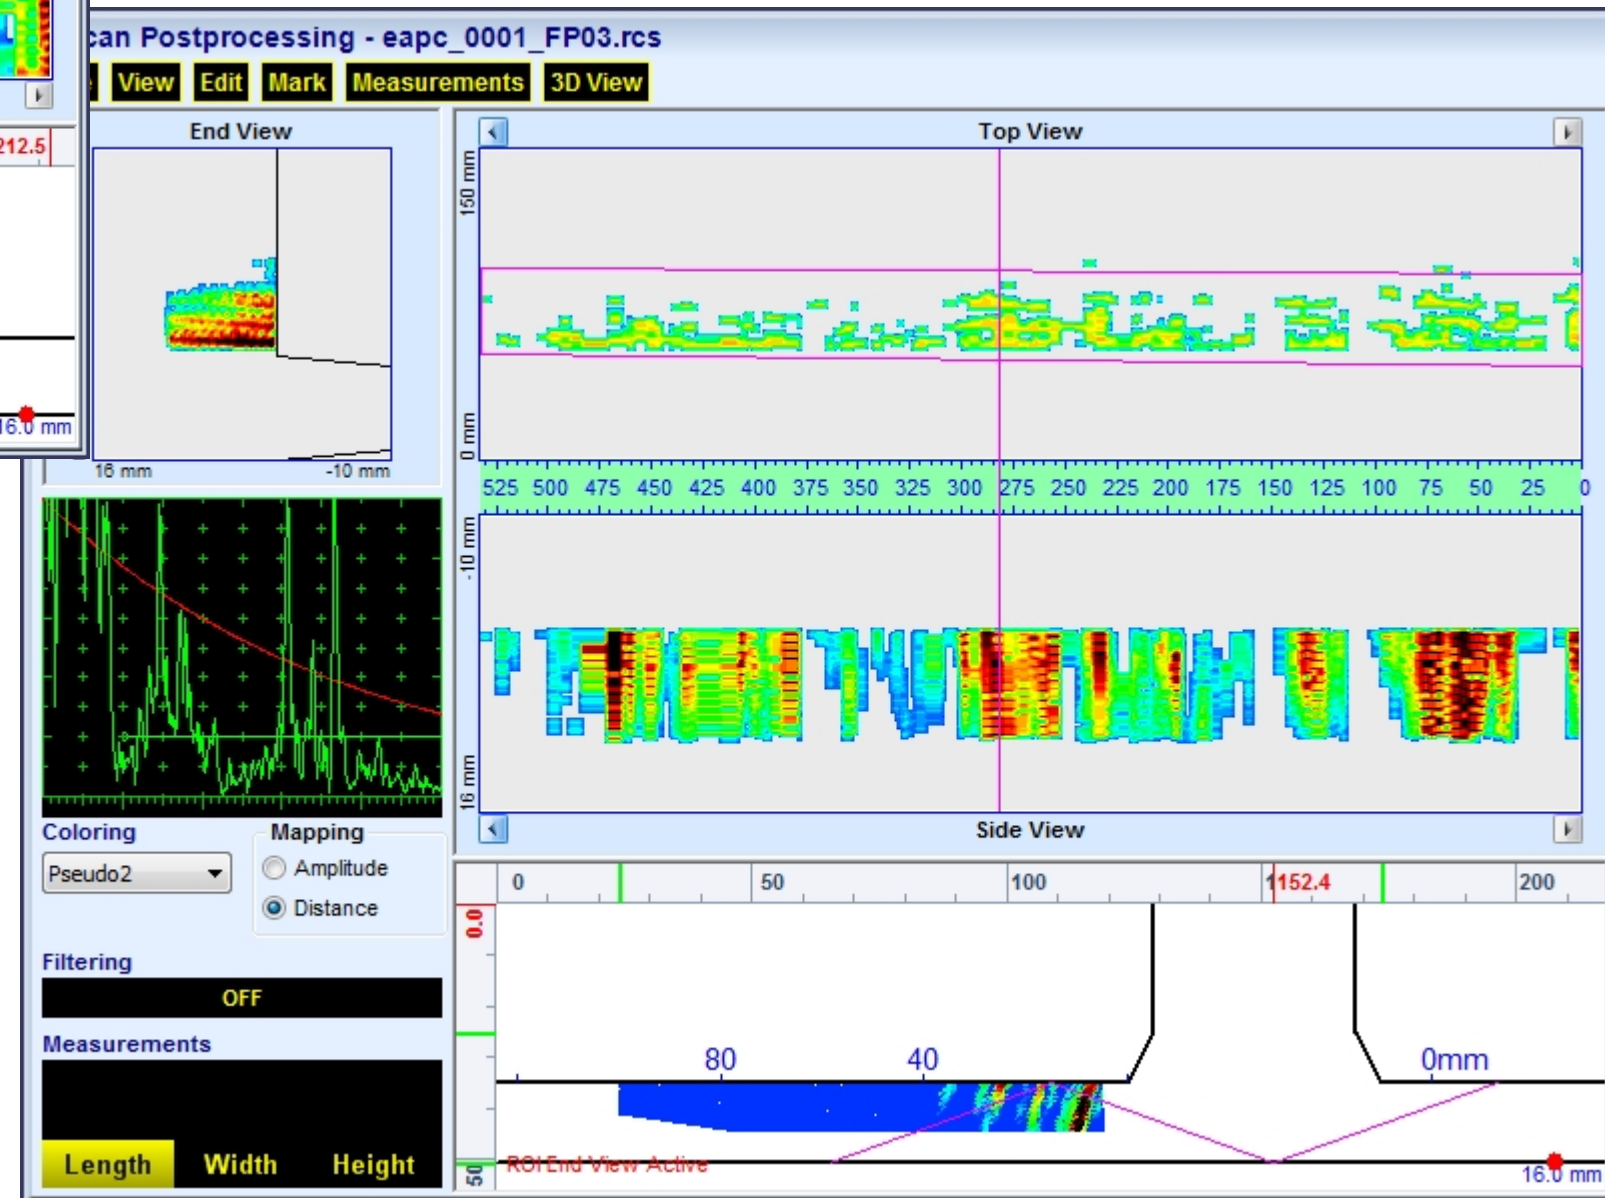 can Postprocessing - eapc_0001_FP03.rcs
View Edit Mark Measurements 3D View
212.5
16.0 mm
End View
16 mm -10 mm
Top View
150 mm
0 mm
525 500 475 450 425 400 375 350 325 300 275 250 225 200 175 150 125 100 75 50 25 0
-10 mm
16 mm
Side View
Coloring
Pseudo2
Mapping
Amplitude
Distance
Filtering
OFF
Measurements
Length Width Height
0 50 100 152.4 200
0.0
80 40 0mm
50
ROI End View Active
16.0 mm